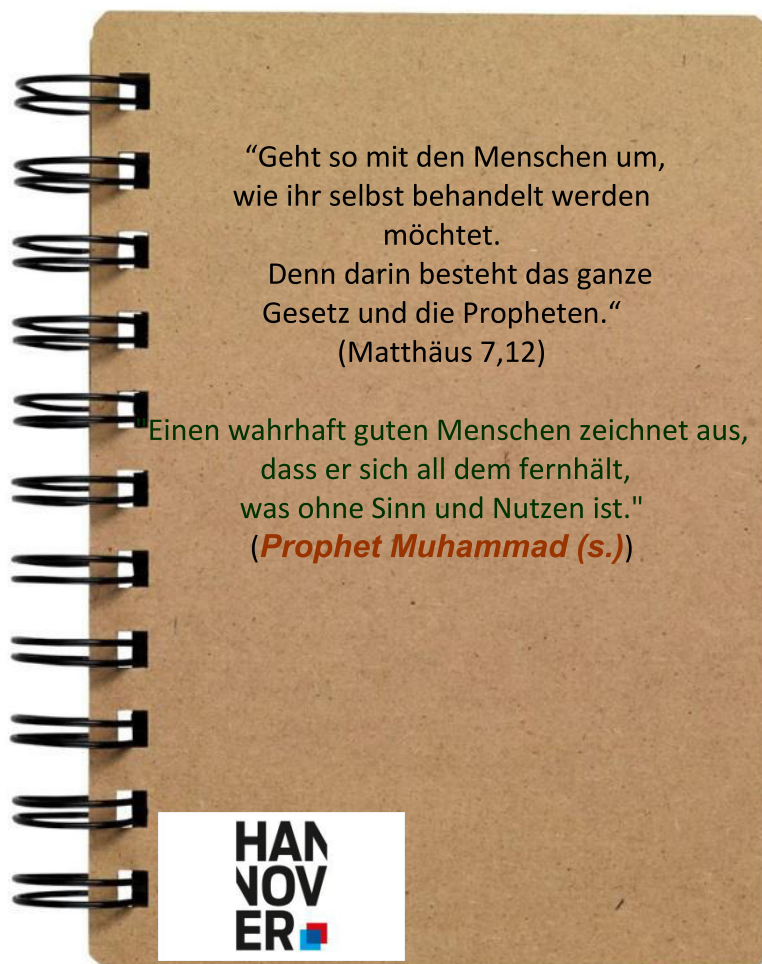 “Geht so mit den Menschen um,
wie ihr selbst behandelt werden
möchtet.
Denn darin besteht das ganze
Gesetz und die Propheten.“
(Matthäus 7,12)
"Einen wahrhaft guten Menschen zeichnet aus,
dass er sich all dem fernhält,
was ohne Sinn und Nutzen ist."
(Prophet Muhammad (s.))
HAN
NOV
ER